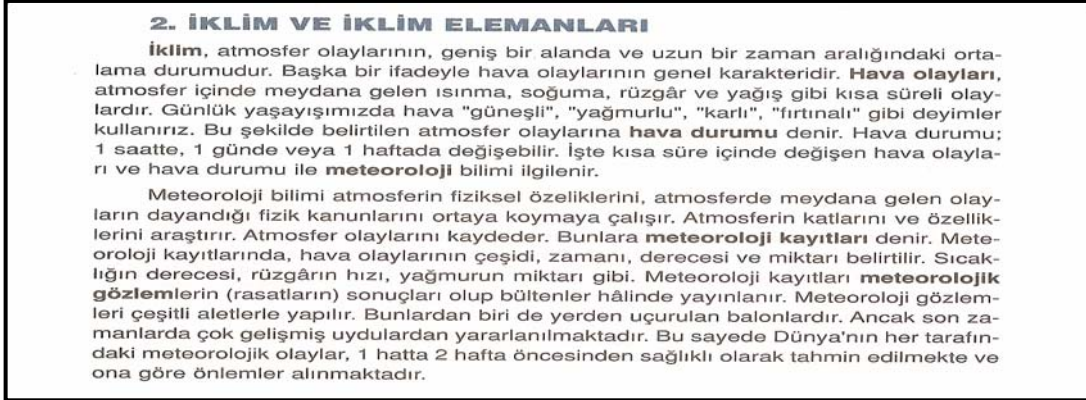 2. İKLİM VE İKLİM ELEMANLARI
İklim, atmosfer olaylarının, geniş bir alanda ve uzun bir zaman aralığındaki orta-
lama durumudur. Başka bir ifadeyle hava olaylarının genel karakteridir. Hava olayları,
atmosfer içinde meydana gelen ısınma, soğuma, rüzgâr ve yağış gibi kısa süreli olay-
lardır. Günlük yaşayışımızda hava "güneşli", "yağmurlu", "karlı", "fırtınalı" gibi deyimler
kullanırız. Bu şekilde belirtilen atmosfer olaylarına hava durumu denir. Hava durumu;
1 saatte, 1 günde veya 1 haftada değişebilir. İşte kısa süre içinde değişen hava olayla-
rı ve hava durumu ile meteoroloji bilimi ilgilenir.
Meteoroloji bilimi atmosferin fiziksel özeliklerini, atmosferde meydana gelen olay-
ların dayandığı fizik kanunlarını ortaya koymaya çalışır. Atmosferin katlarını ve özellik-
lerini araştırır. Atmosfer olaylarını kaydeder. Bunlara meteoroloji kayıtları denir. Mete-
oroloji kayıtlarında, hava olaylarının çeşidi, zamanı, derecesi ve miktarı belirtilir. Sıcak-
lığın derecesi, rüzgârın hızı, yağmurun miktarı gibi. Meteoroloji kayıtları meteorolojik
gözlemlerin (rasatların) sonuçları olup bültenler hâlinde yayınlanır. Meteoroloji gözlem-
leri çeşitli aletlerle yapılır. Bunlardan biri de yerden uçurulan balonlardır. Ancak son za-
manlarda çok gelişmiş uydulardan yararlanılmaktadır. Bu sayede Dünya'nın her tarafın-
daki meteorolojik olaylar, 1 hatta 2 hafta öncesinden sağlıklı olarak tahmin edilmekte ve
ona göre önlemler alınmaktadır.